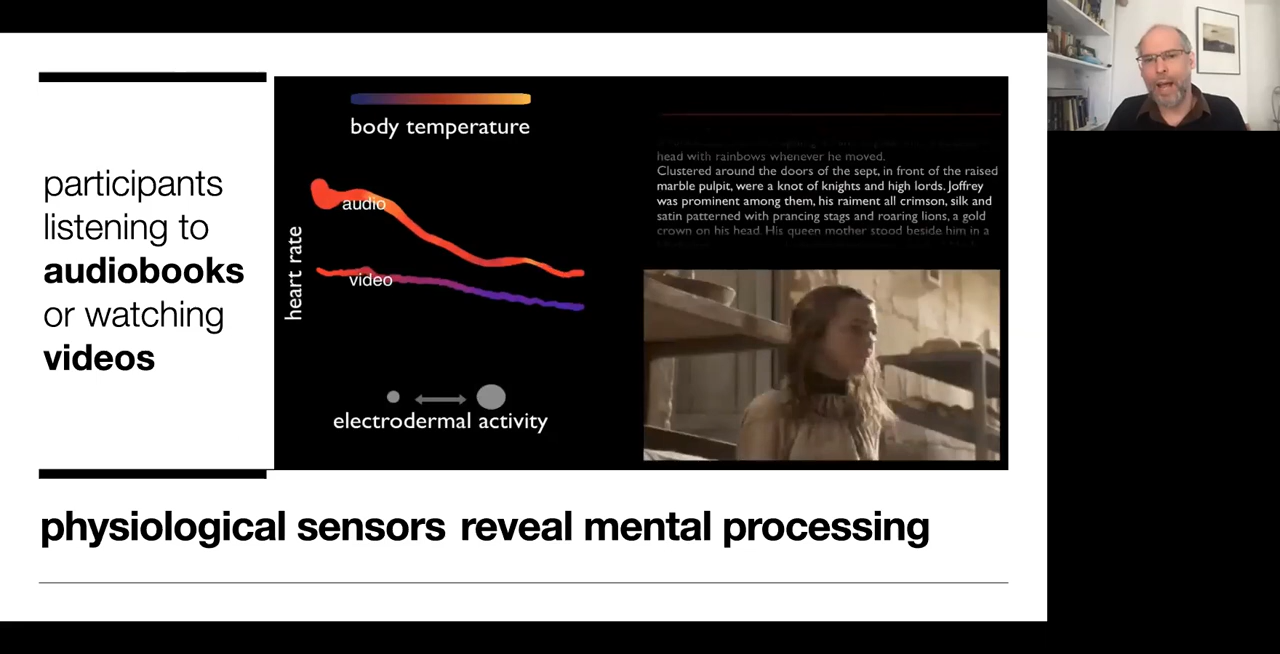 participants
listening to
audiobooks
or watching
videos
body temperature
heart rate
audio
video
electrodermal activity
head with rainbows whenever he moved.
Clustered around the doors of the sept, in front of the raised
marble pulpit, were a knot of knights and high lords. Joffrey
was prominent among them, his raiment all crimson, silk and
satin patterned with prancing stags and roaring lions, a gold
crown on his head. His queen mother stood beside him in a
physiological sensors reveal mental processing